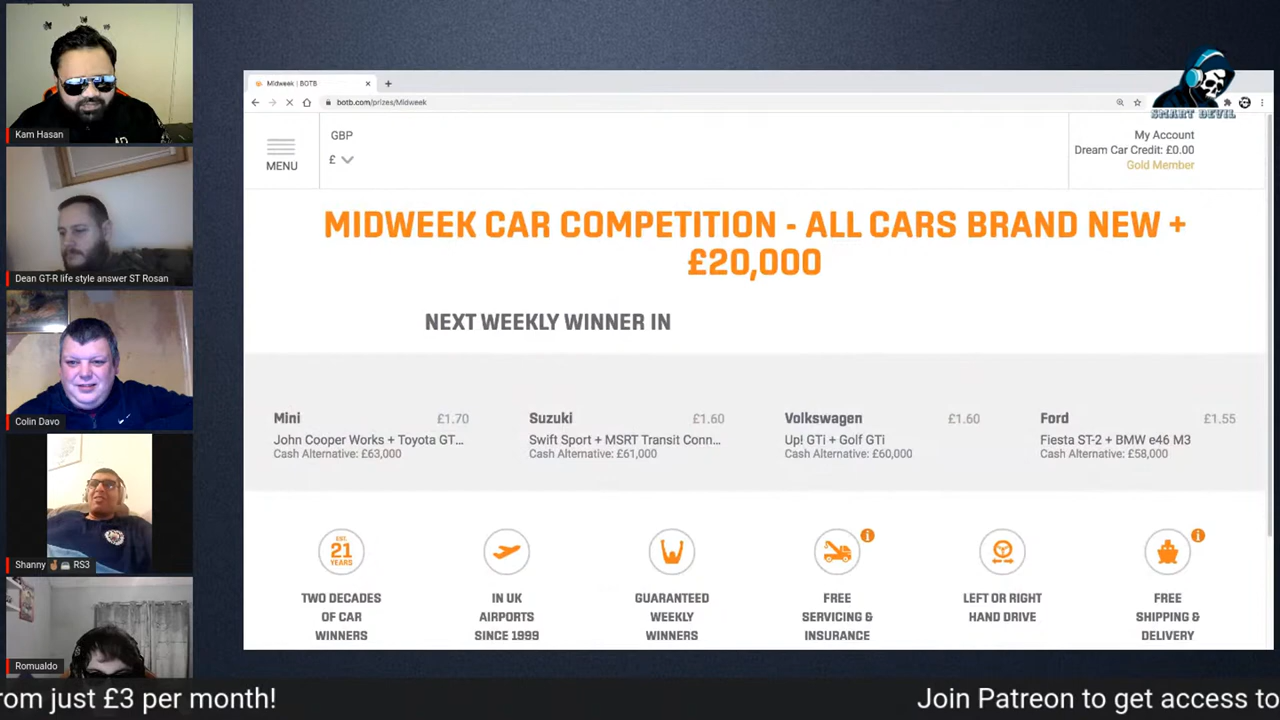 Kam Hasan
Dean GT-R life style answer ST Rosan
Colin Davo
Shanny RS3
Romualdo
Midweek | BOTB
botb.com/prizes/Midweek
SMART DEVIL
MENU
GBP
£
My Account
Dream Car Credit: £0.00
Gold Member
MIDWEEK CAR COMPETITION - ALL CARS BRAND NEW +
£20,000
NEXT WEEKLY WINNER IN
Mini £1.70
John Cooper Works + Toyota GT...
Cash Alternative: £63,000
Suzuki £1.60
Swift Sport + MSRT Transit Conn...
Cash Alternative: £61,000
Volkswagen £1.60
Up! GTi + Golf GTi
Cash Alternative: £60,000
Ford £1.55
Fiesta ST-2 + BMW e46 M3
Cash Alternative: £58,000
EST.
21
YEARS
TWO DECADES
OF CAR
WINNERS
IN UK
AIRPORTS
SINCE 1999
GUARANTEED
WEEKLY
WINNERS
FREE
SERVICING &
INSURANCE
LEFT OR RIGHT
HAND DRIVE
FREE
SHIPPING &
DELIVERY
rom just £3 per month!
Join Patreon to get access to